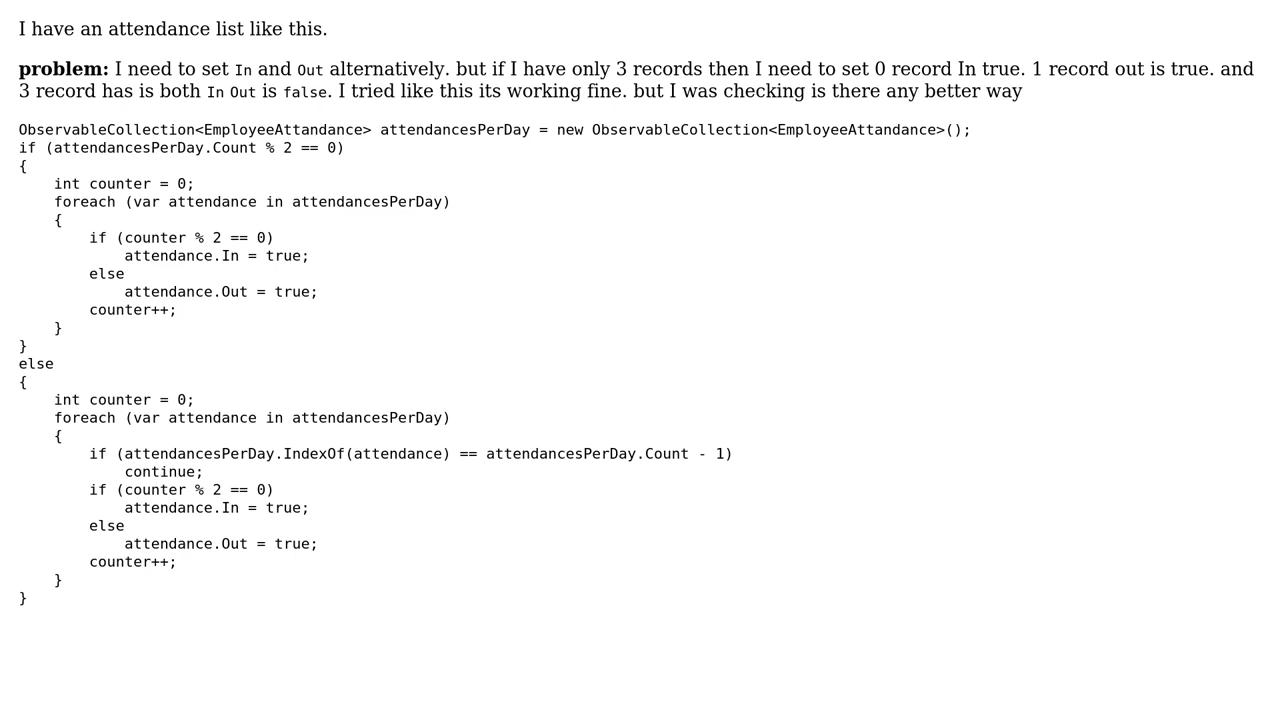 I have an attendance list like this.
problem: I need to set In and Out alternatively. but if I have only 3 records then I need to set 0 record In true. 1 record out is true. and
3 record has is both In Out is false. I tried like this its working fine. but I was checking is there any better way
ObservableCollection<EmployeeAttandance> attendancesPerDay = new ObservableCollection<EmployeeAttandance>();
if (attendancesPerDay.Count % 2 == 0)
{
    int counter = 0;
    foreach (var attendance in attendancesPerDay)
    {
        if (counter % 2 == 0)
            attendance.In = true;
        else
            attendance.Out = true;
        counter++;
    }
}
else
{
    int counter = 0;
    foreach (var attendance in attendancesPerDay)
    {
        if (attendancesPerDay.IndexOf(attendance) == attendancesPerDay.Count - 1)
            continue;
        if (counter % 2 == 0)
            attendance.In = true;
        else
            attendance.Out = true;
        counter++;
    }
}